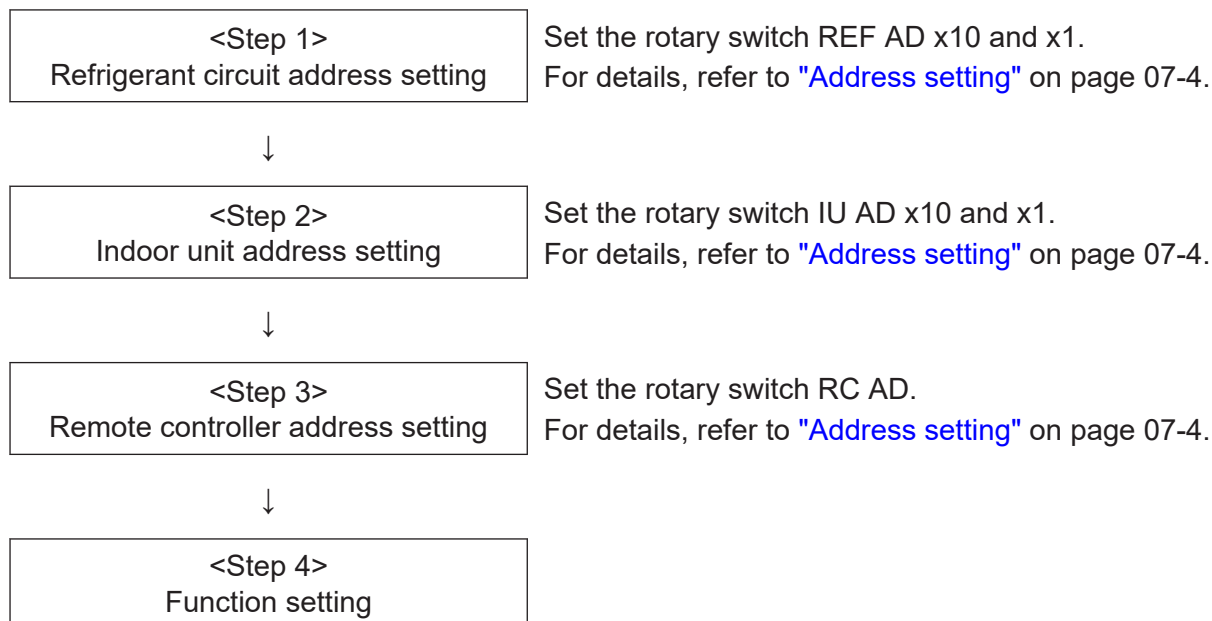 <Step 1>
Refrigerant circuit address setting
Set the rotary switch REF AD x10 and x1.
For details, refer to "Address setting" on page 07-4.
↓
<Step 2>
Indoor unit address setting
Set the rotary switch IU AD x10 and x1.
For details, refer to "Address setting" on page 07-4.
↓
<Step 3>
Remote controller address setting
Set the rotary switch RC AD.
For details, refer to "Address setting" on page 07-4.
↓
<Step 4>
Function setting